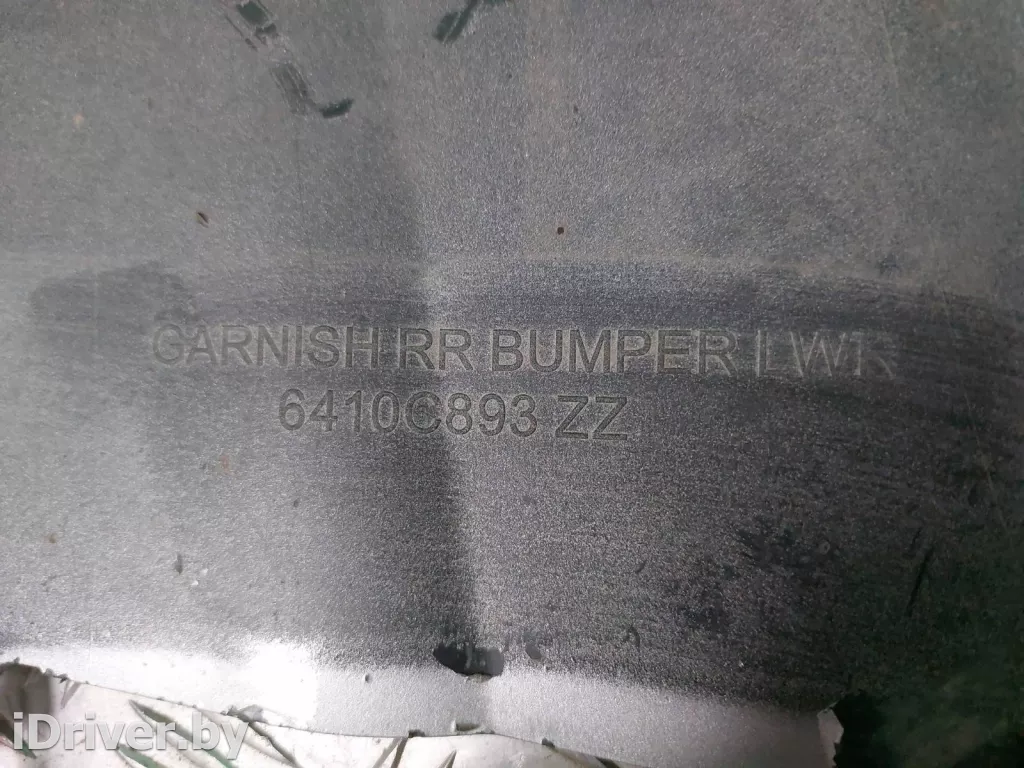 GARNISH RR BUMPER LWR
6410C893 ZZ
iDriver.by